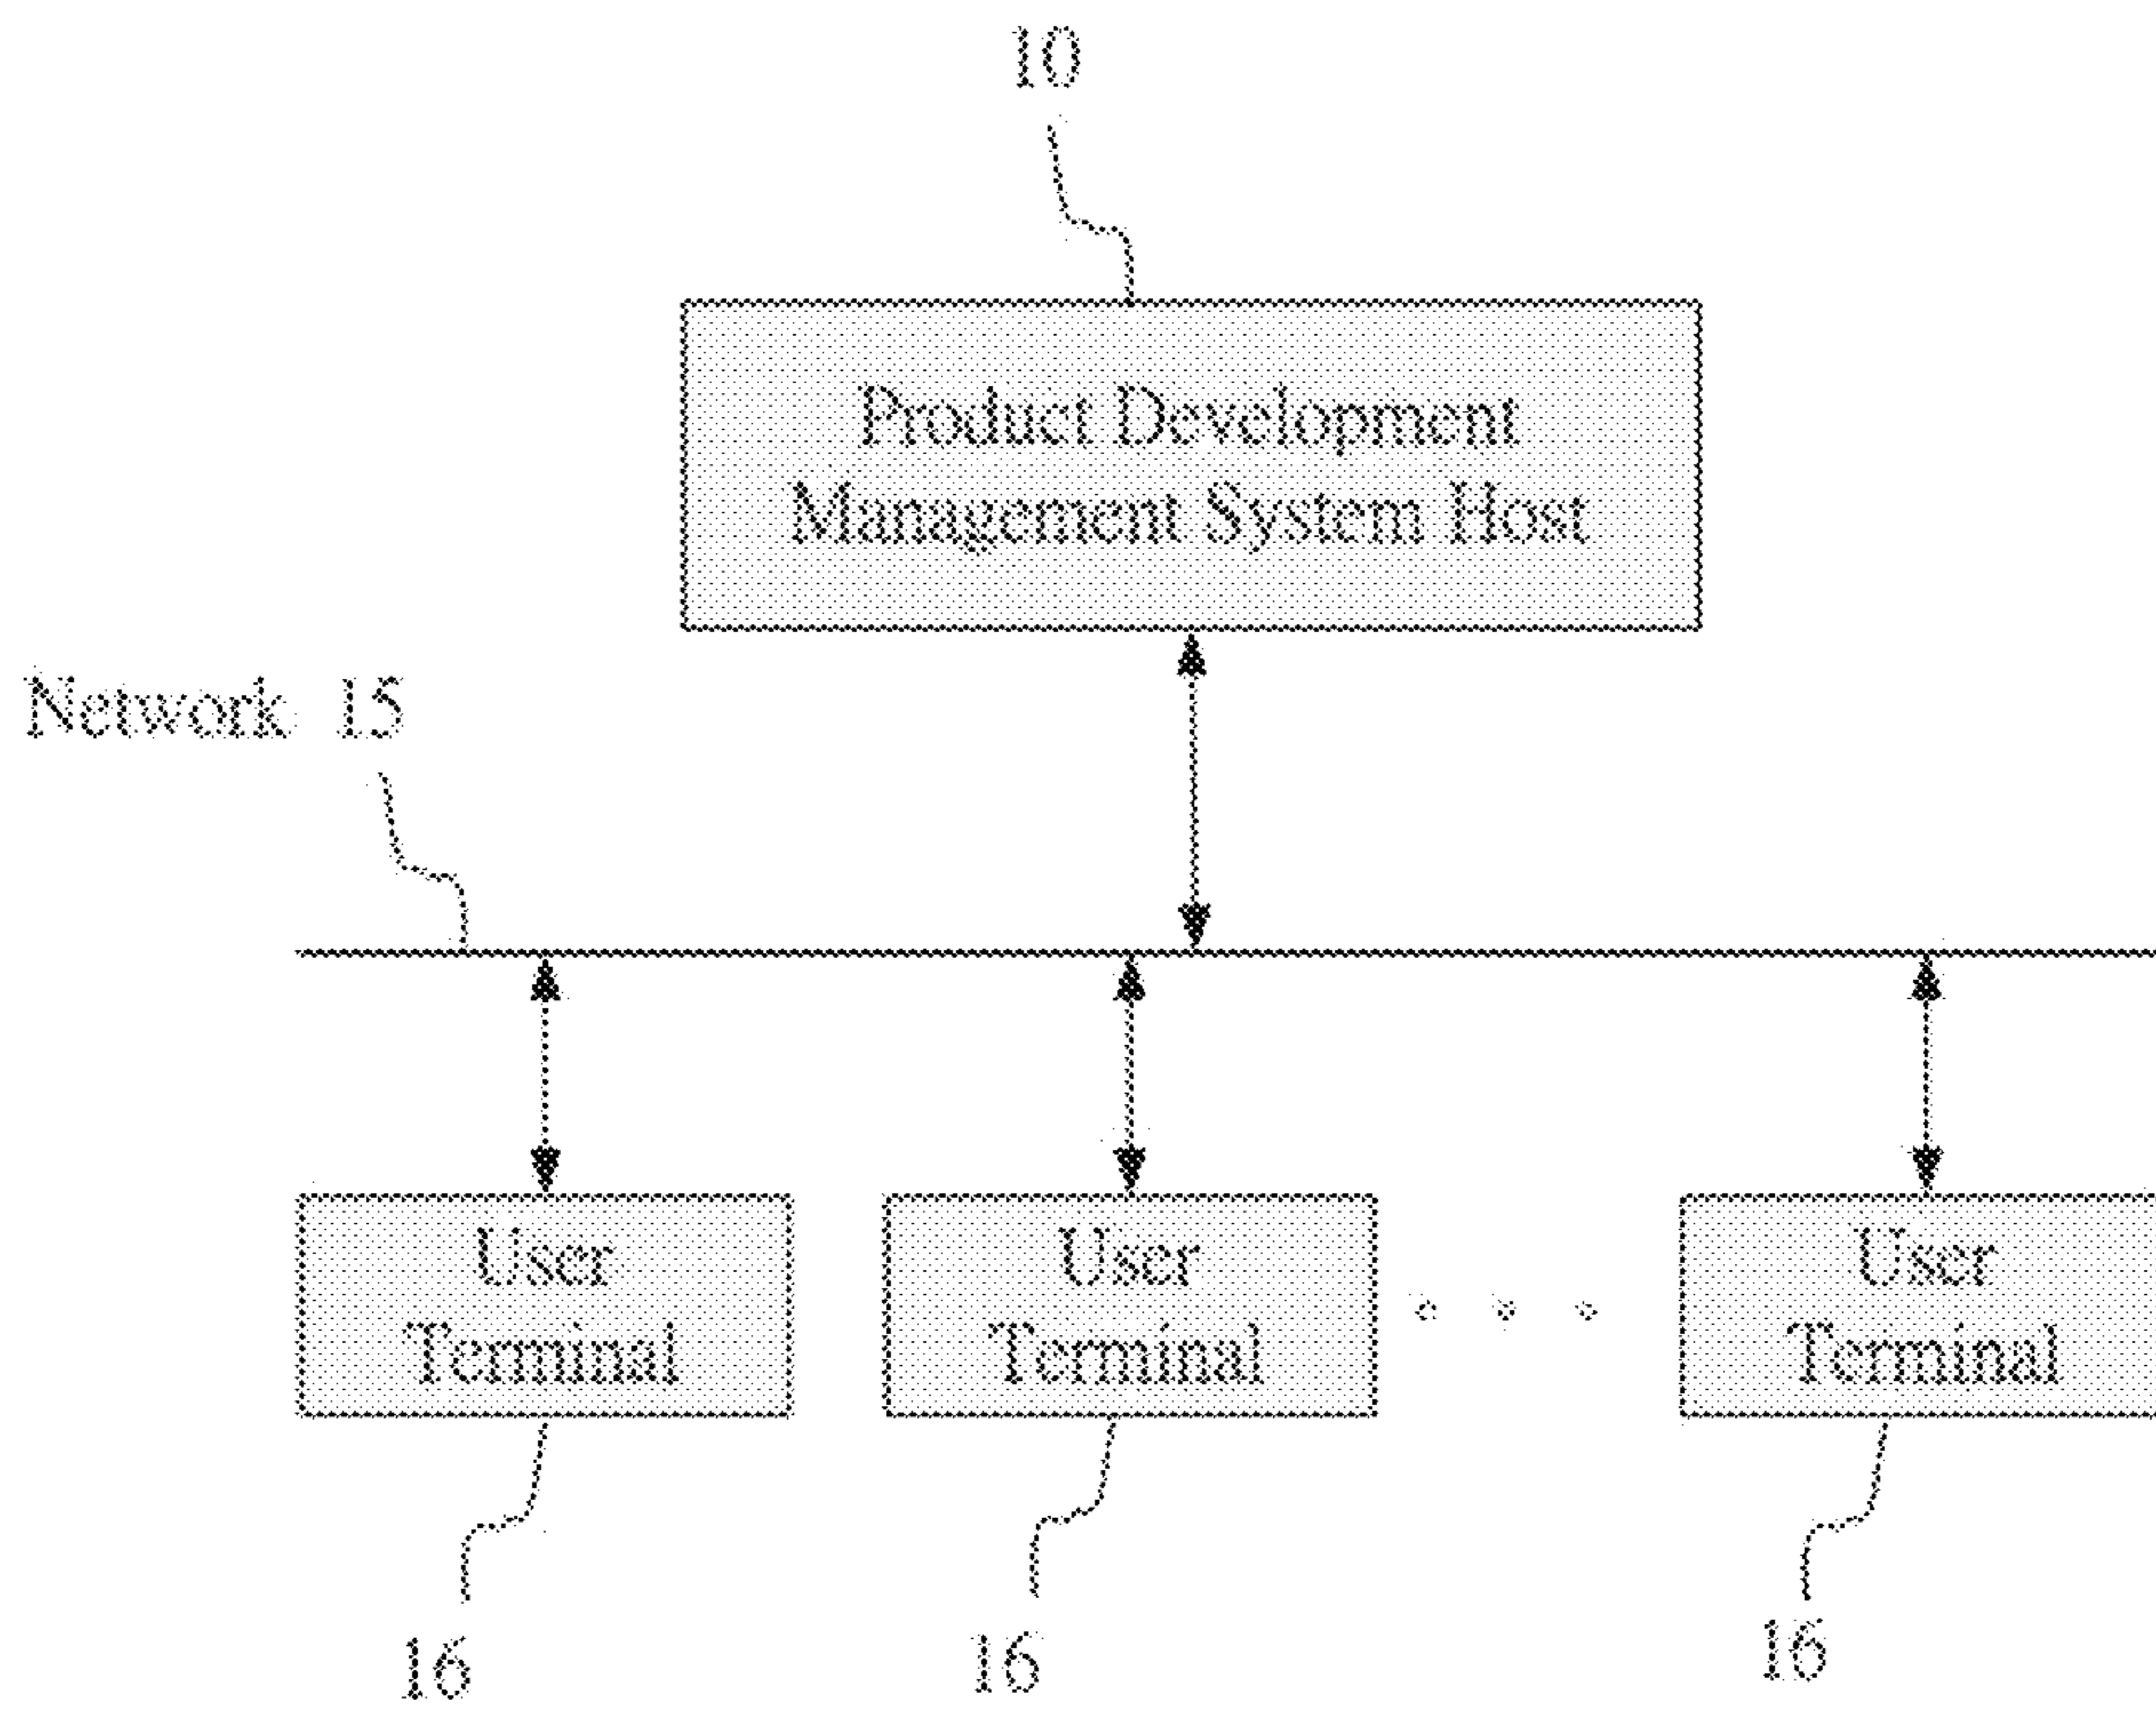 10
Product Development
Management System Host
Network 15
User
Terminal
User
Terminal
User
Terminal
16
16
16